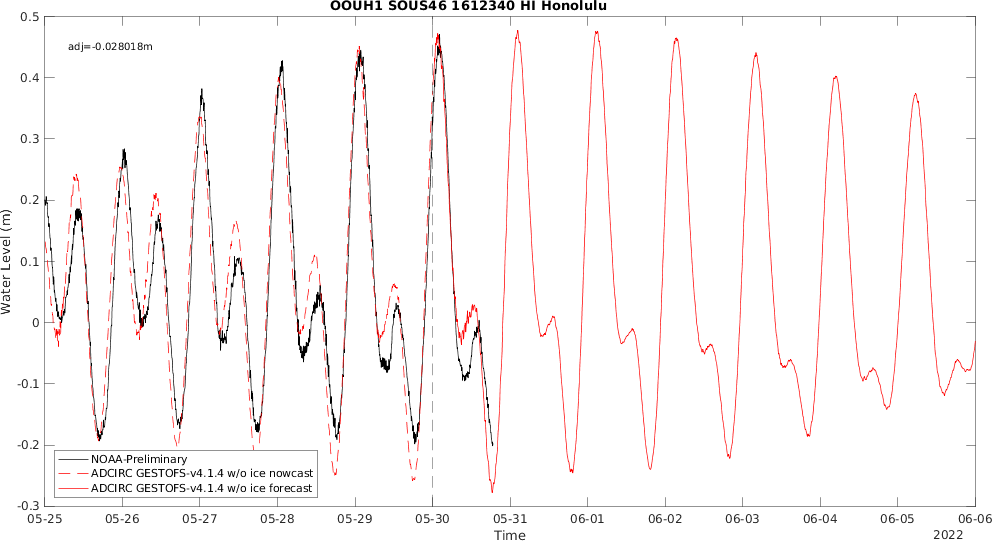 OOUH1 SOUS46 1612340 HI Honolulu
adj=-0.028018m
0.5
0.4
0.3
0.2
0.1
0
-0.1
-0.2
-0.3
Water Level (m)
NOAA-Preliminary
ADCIRC GESTOFS-v4.1.4 w/o ice nowcast
ADCIRC GESTOFS-v4.1.4 w/o ice forecast
05-25 05-26 05-27 05-28 05-29 05-30 05-31 06-01 06-02 06-03 06-04 06-05 06-06
Time
2022